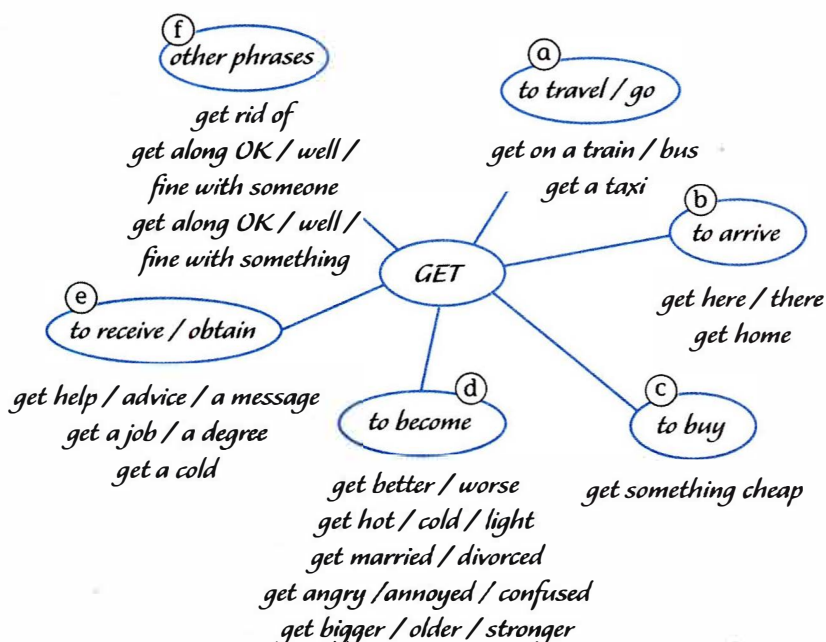 f
other phrases
get rid of
get along OK / well /
fine with someone
get along OK / well /
fine with something
a
to travel / go
get on a train / bus
get a taxi
b
to arrive
get here / there
get home
GET
e
to receive / obtain
get help / advice / a message
get a job / a degree
get a cold
d
to become
get better / worse
get hot / cold / light
get married / divorced
get angry /annoyed / confused
get bigger / older / stronger
c
to buy
get something cheap